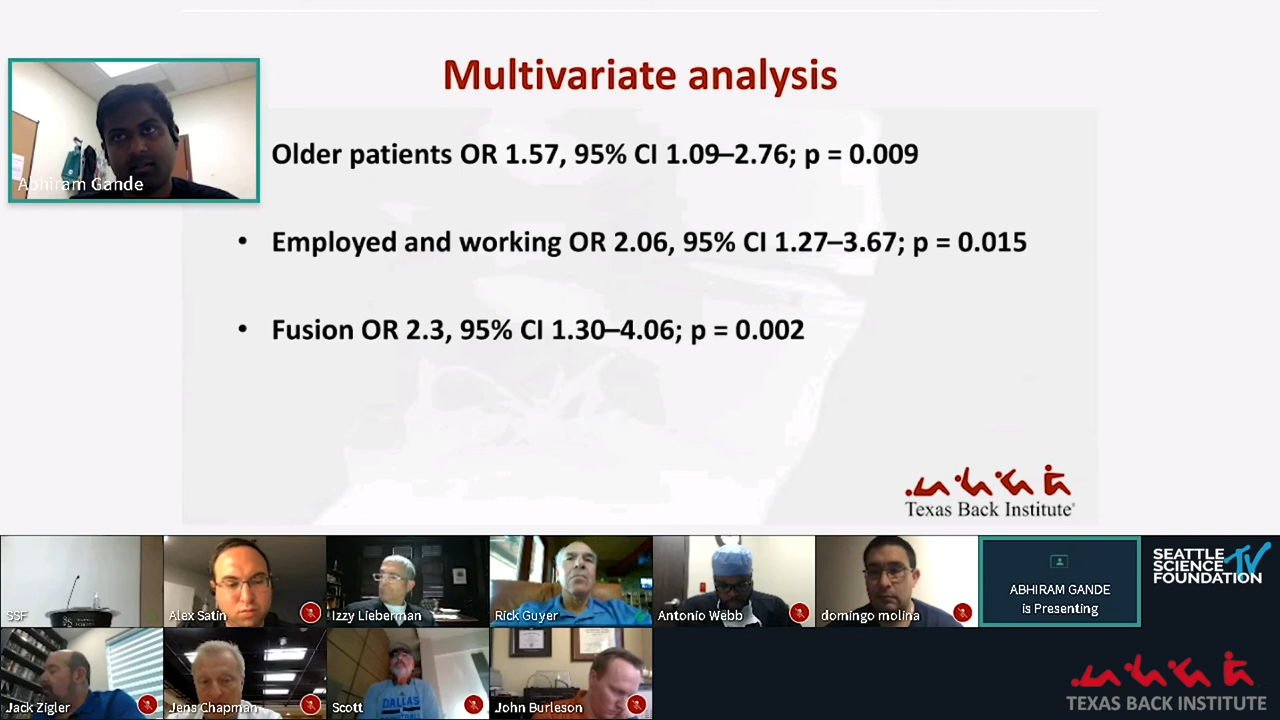 Multivariate analysis
Abhiram Gande
Older patients OR 1.57, 95% CI 1.09–2.76; p = 0.009
• Employed and working OR 2.06, 95% CI 1.27–3.67; p = 0.015
• Fusion OR 2.3, 95% CI 1.30–4.06; p = 0.002
Texas Back Institute®
SSF
Alex Satin
Izzy Lieberman
Rick Guyer
Antonio Webb
domingo molina
ABHIRAM GANDE
is Presenting
SEATTLE
SCIENCE
FOUNDATION
TV
Jack Zigler
Jens Chapman
Scott
John Burleson
TEXAS BACK INSTITUTE